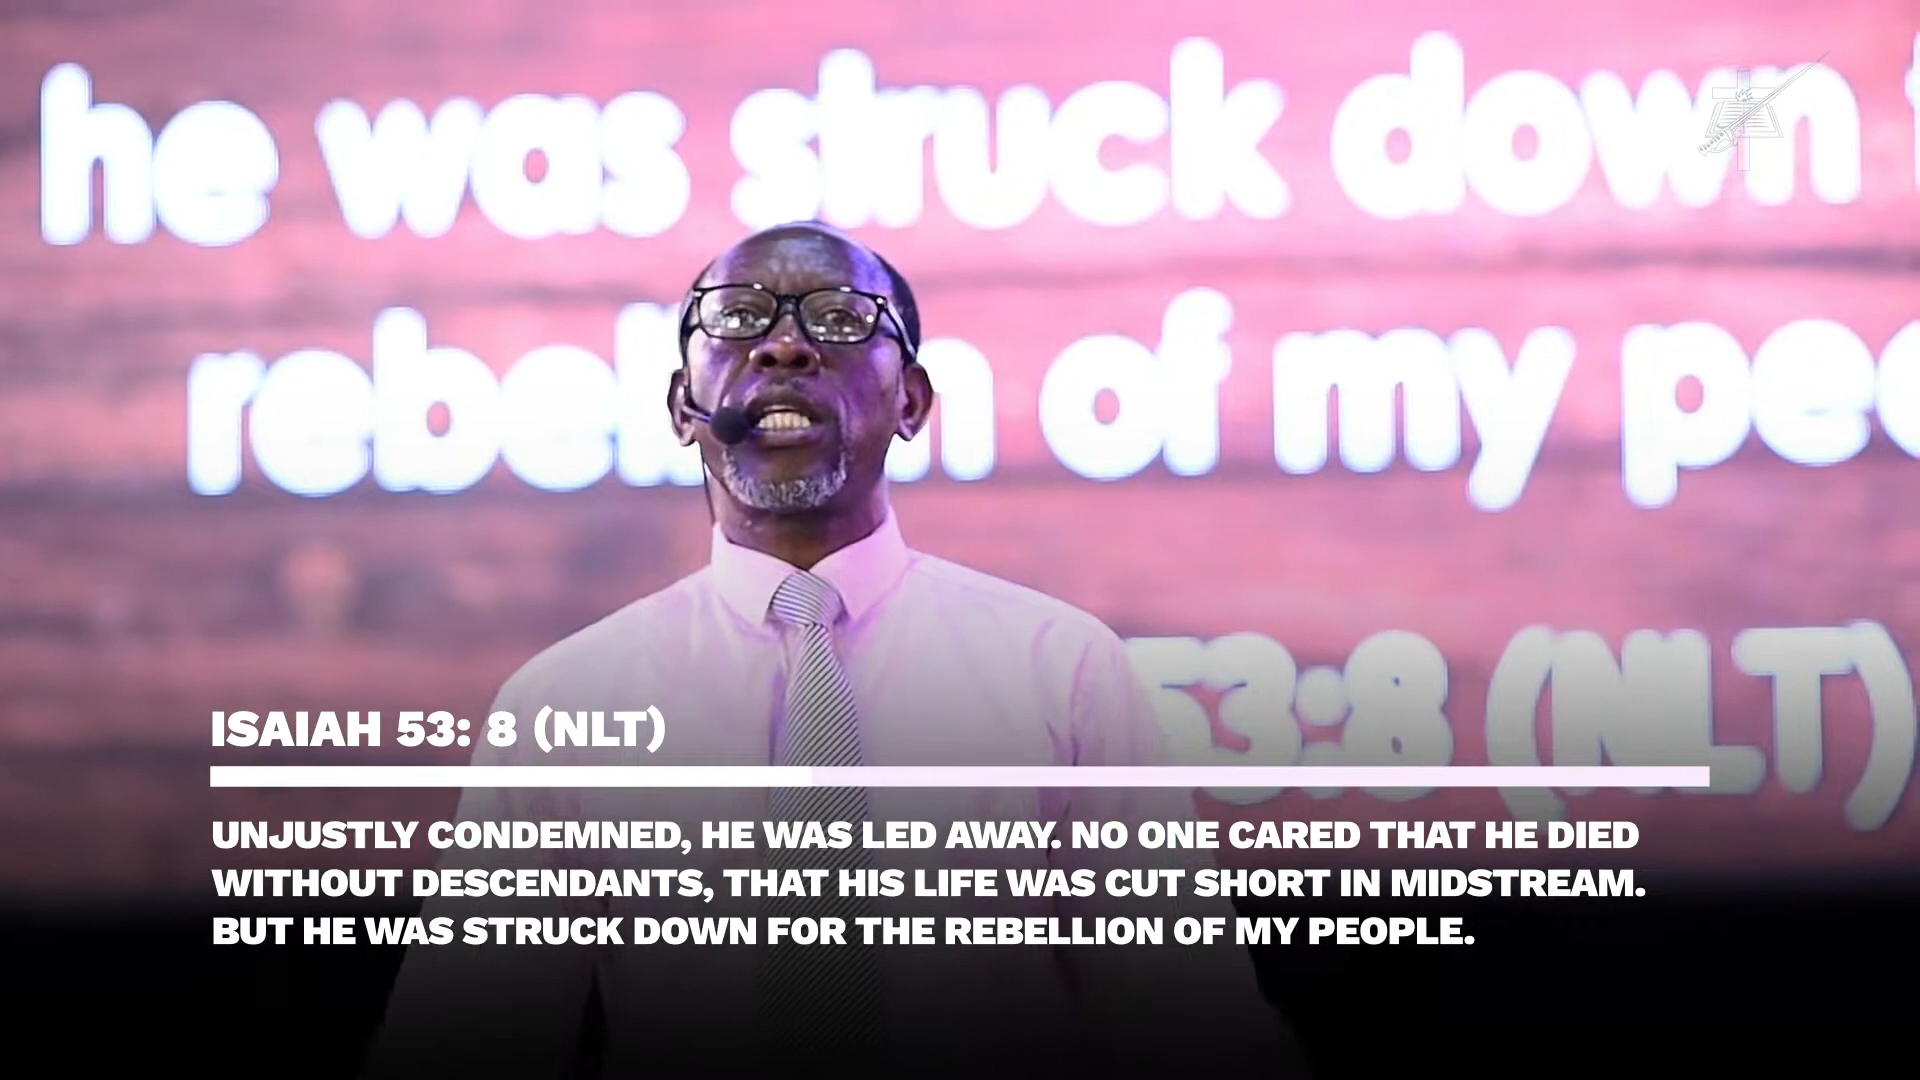 he was struck down
rebel n of my peo
53:8 (NLT)
ISAIAH 53: 8 (NLT)
UNJUSTLY CONDEMNED, HE WAS LED AWAY. NO ONE CARED THAT HE DIED
WITHOUT DESCENDANTS, THAT HIS LIFE WAS CUT SHORT IN MIDSTREAM.
BUT HE WAS STRUCK DOWN FOR THE REBELLION OF MY PEOPLE.